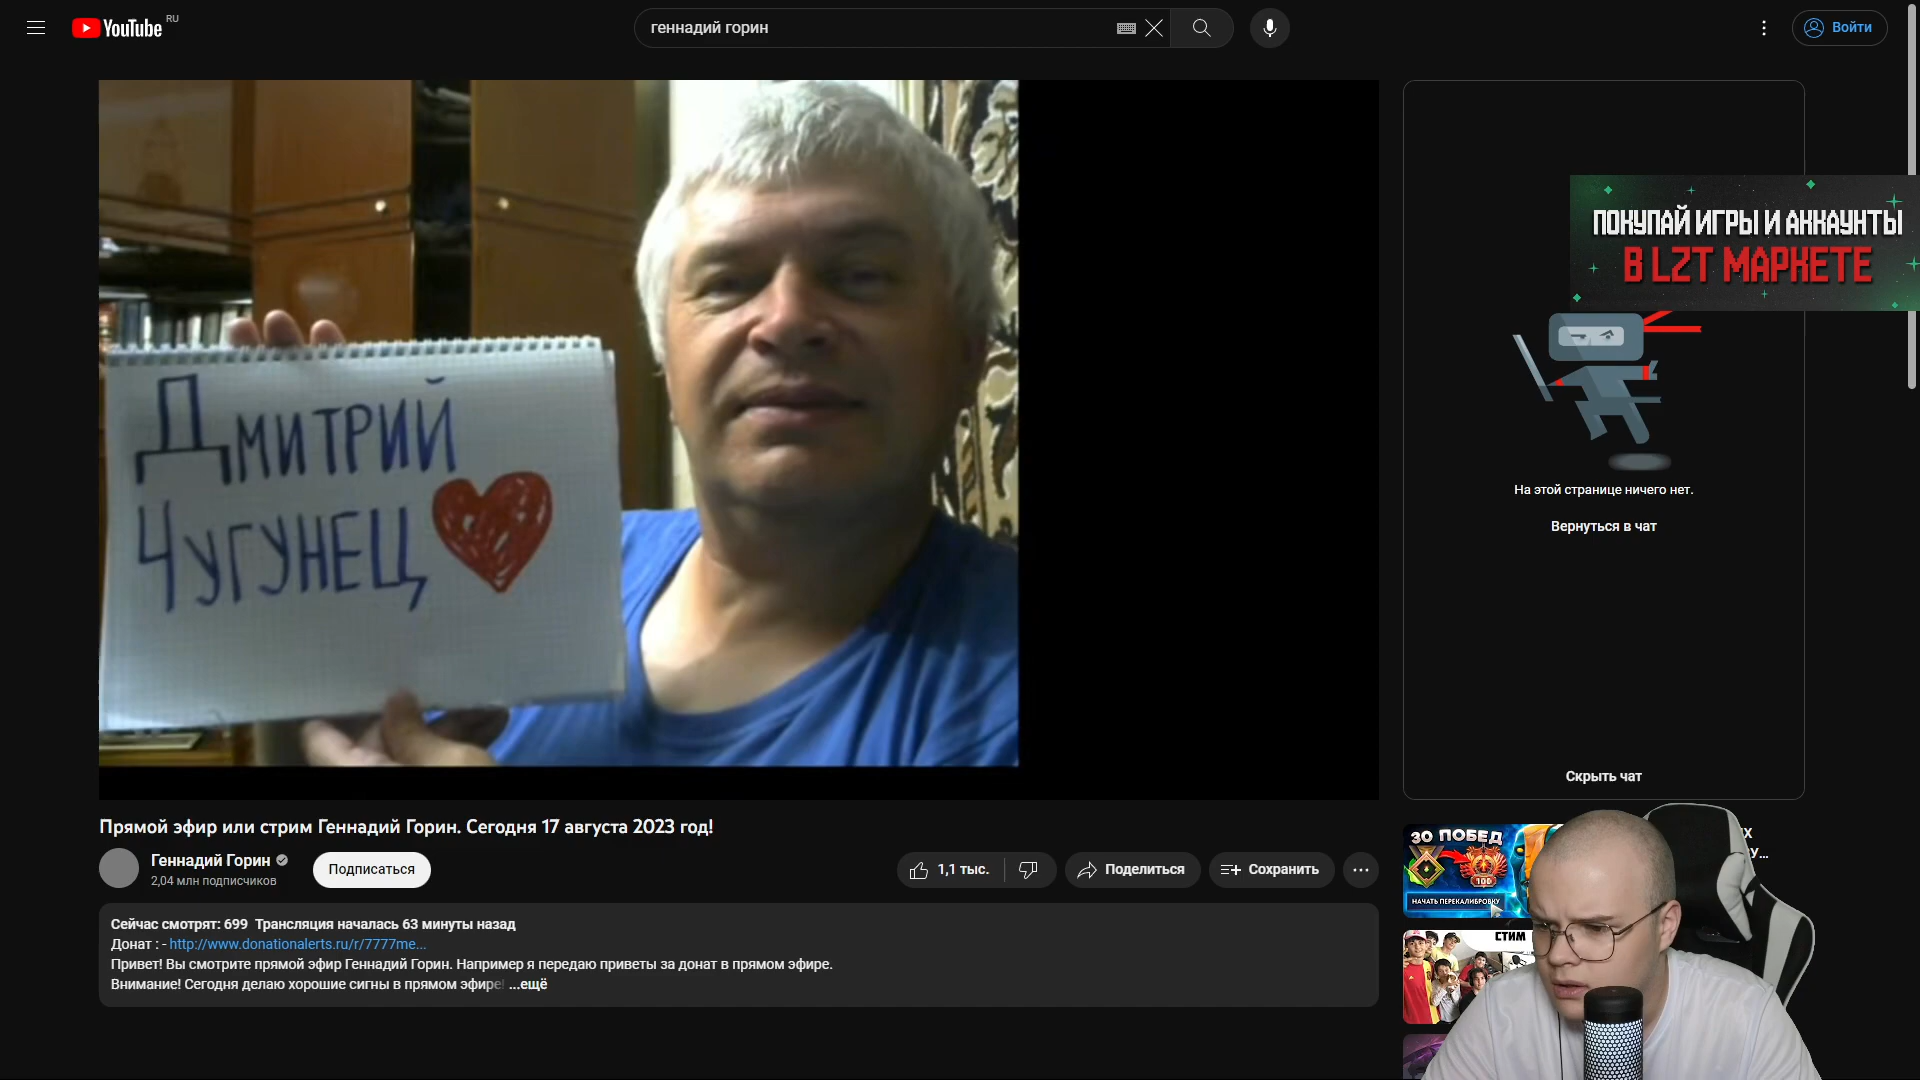 YouTube RU
геннадий горин
Войти
ДМИТРИЙ
ЧУГУНЕЦ
ПОКУПАЙ ИГРЫ И АККАУНТЫ
В LZT МАРКЕТЕ
На этой странице ничего нет.
Вернуться в чат
Скрыть чат
Прямой эфир или стрим Геннадий Горин. Сегодня 17 августа 2023 год!
Геннадий Горин
2,04 млн подписчиков
Подписаться
1,1 тыс.
Поделиться
Сохранить
Сейчас смотрят: 699 Трансляция началась 63 минуты назад
Донат : - http://www.donationalerts.ru/r/7777me...
Привет! Вы смотрите прямой эфир Геннадий Горин. Например я передаю приветы за донат в прямом эфире.
Внимание! Сегодня делаю хорошие сигны в прямом эфире! ...ещё
30 ПОБЕД
100
НАЧАТЬ ПЕРЕКАЛИБРОВКУ
СТИМ